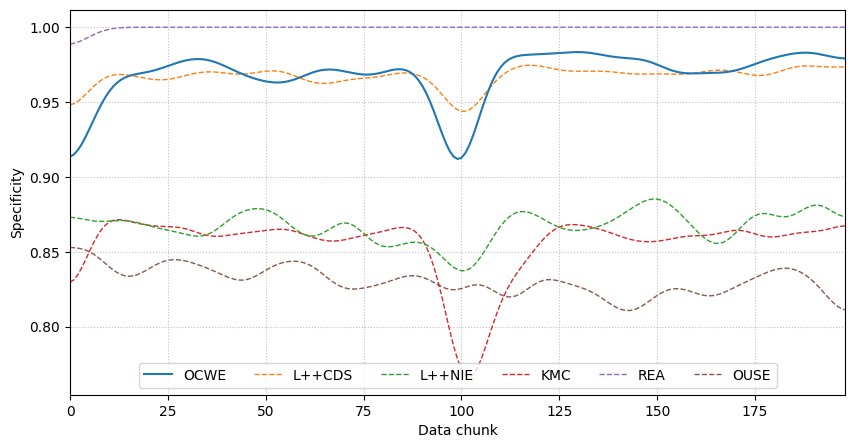 1.00
0.95
0.90
0.85
0.80
Specificity
OCWE L++CDS L++NIE KMC REA OUSE
0 25 50 75 100 125 150 175
Data chunk